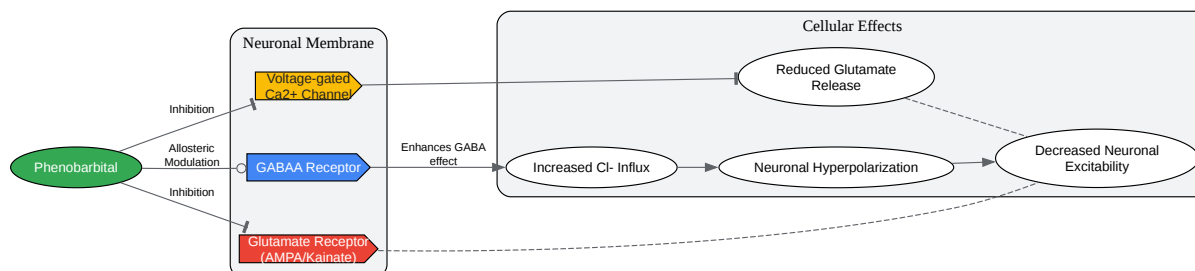 Cellular Effects
Neuronal Membrane
Voltage-gated
Ca2+ Channel
Reduced Glutamate
Release
Inhibition
Phenobarbital
Allosteric
Modulation
GABAA Receptor
Enhances GABA
effect
Increased Cl- Influx
Neuronal Hyperpolarization
Decreased Neuronal
Excitability
Inhibition
Glutamate Receptor
(AMPA/Kainate)